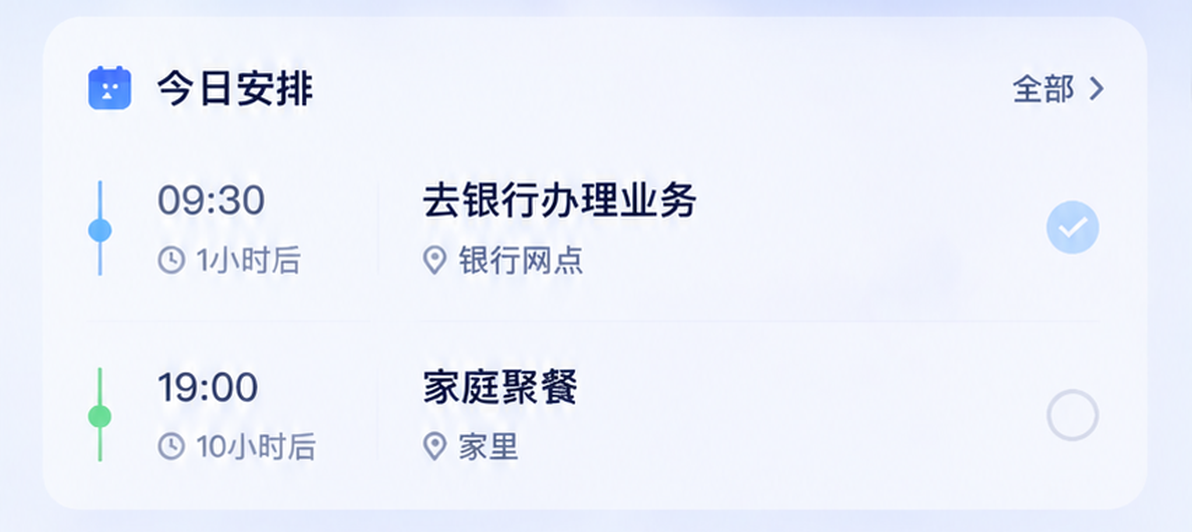 今日安排
全部
09:30
去银行办理业务
1小时后
银行网点
19:00
家庭聚餐
10小时后
家里